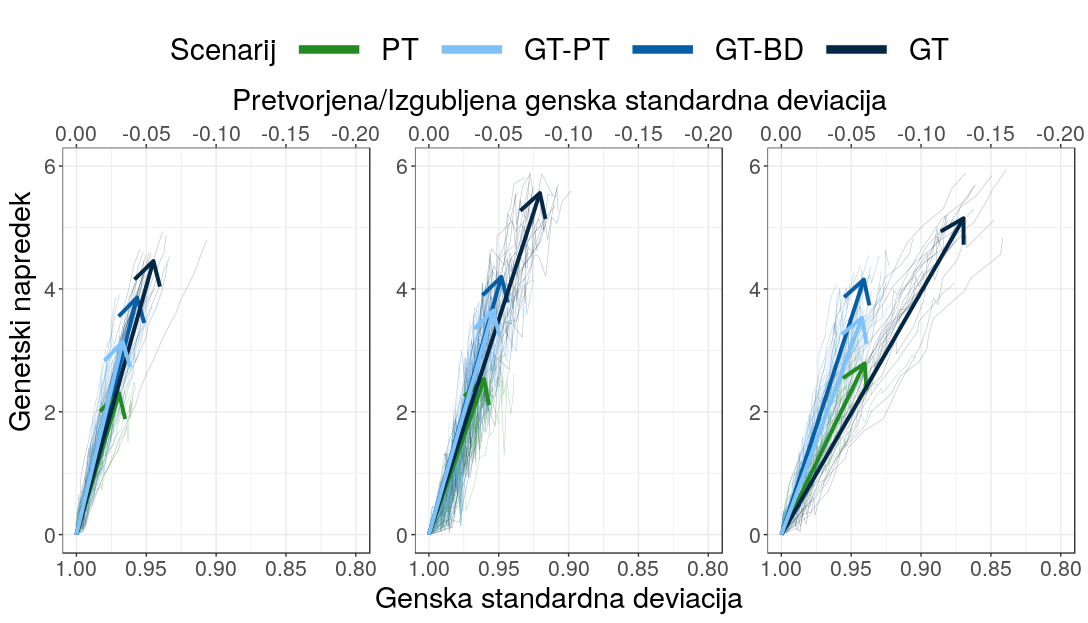 Scenarij PT GT-PT GT-BD GT
Pretvorjena/Izgubljena genska standardna deviacija
0.00 -0.05 -0.10 -0.15 -0.20 0.00 -0.05 -0.10 -0.15 -0.20 0.00 -0.05 -0.10 -0.15 -0.20
Genetski napredek
6 6 6
4 4 4
2 2 2
0 0 0
1.00 0.95 0.90 0.85 0.80 1.00 0.95 0.90 0.85 0.80 1.00 0.95 0.90 0.85 0.80
Genska standardna deviacija